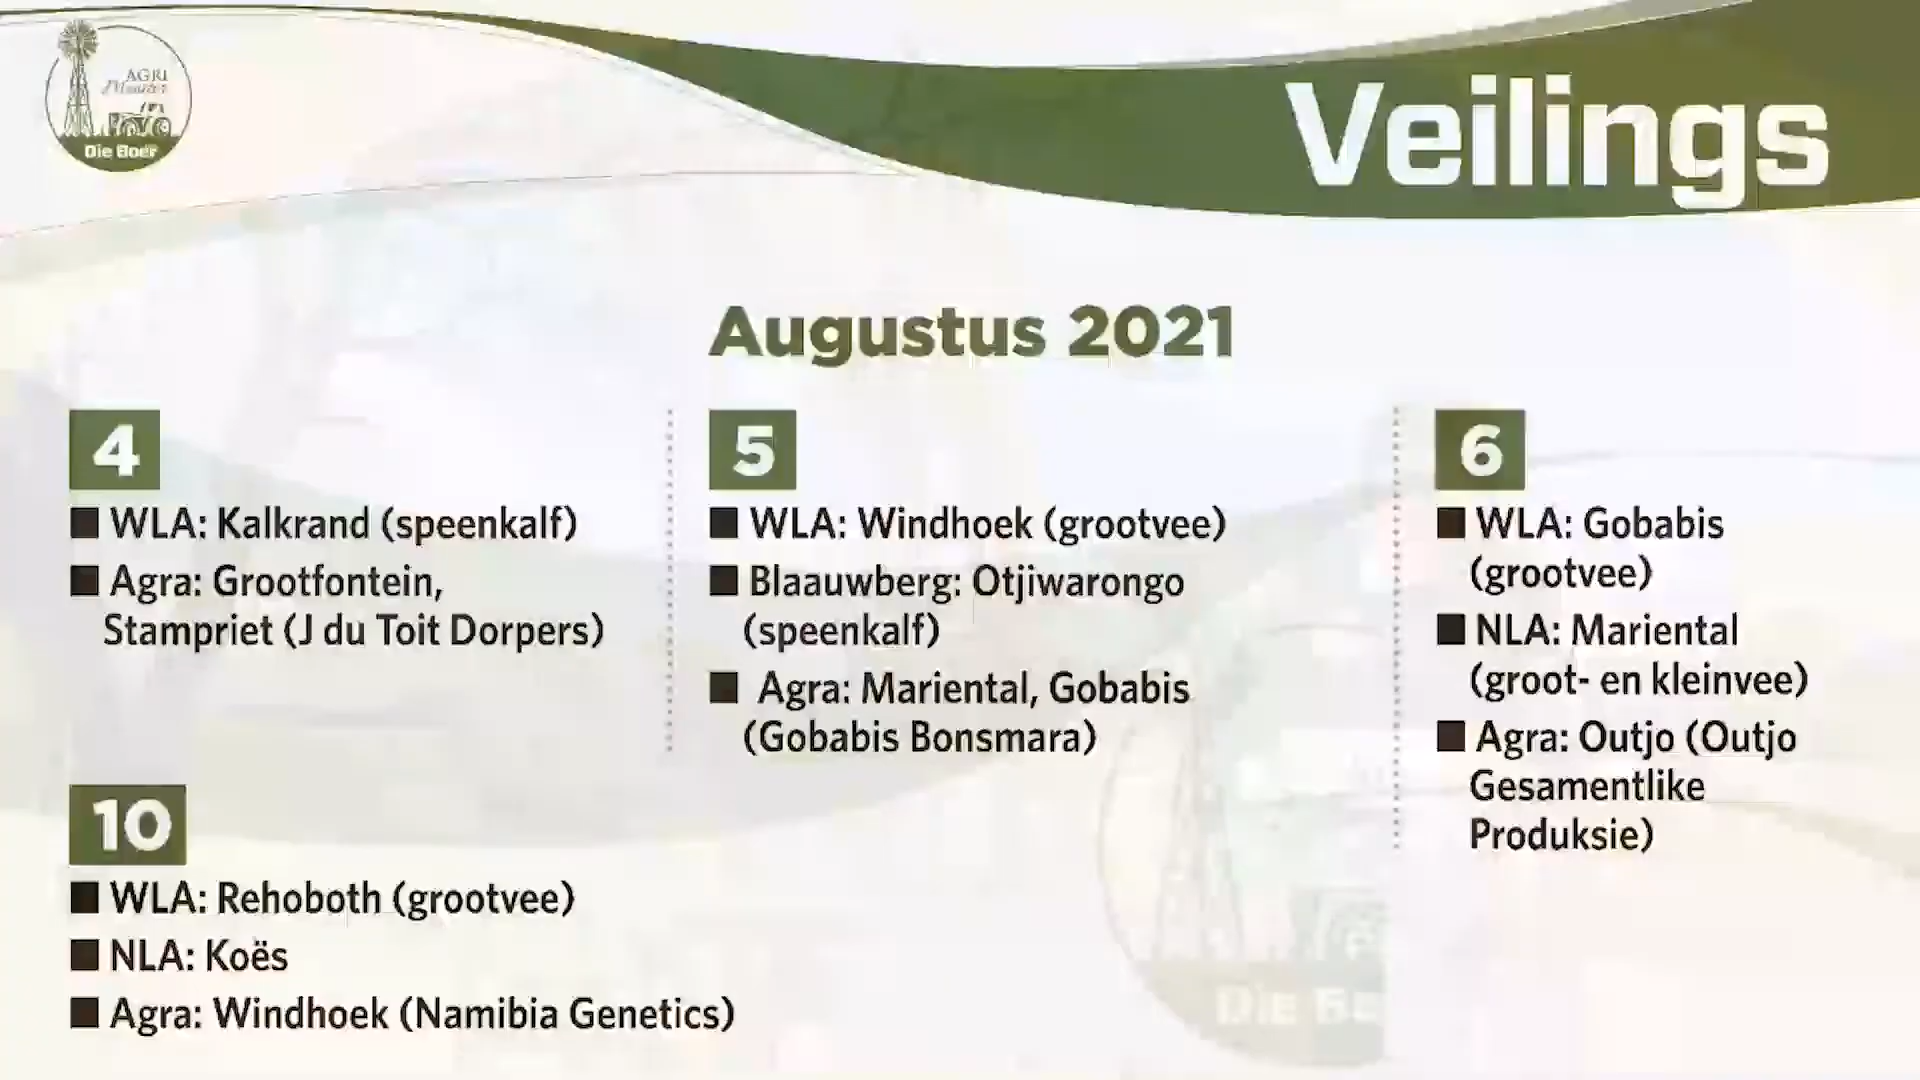 AGRI
Die Boer
Veilings
Augustus 2021
4
■ WLA: Kalkrand (speenkalf)
■ Agra: Grootfontein,
Stampriet (J du Toit Dorpers)
5
■ WLA: Windhoek (grootvee)
■ Blaauwberg: Otjiwarongo
(speenkalf)
■ Agra: Mariental, Gobabis
(Gobabis Bonsmara)
6
■ WLA: Gobabis
(grootvee)
■ NLA: Mariental
(groot- en kleinvee)
■ Agra: Outjo (Outjo
Gesamentlike
Produksie)
10
■ WLA: Rehoboth (grootvee)
■ NLA: Koës
■ Agra: Windhoek (Namibia Genetics)
Die Be